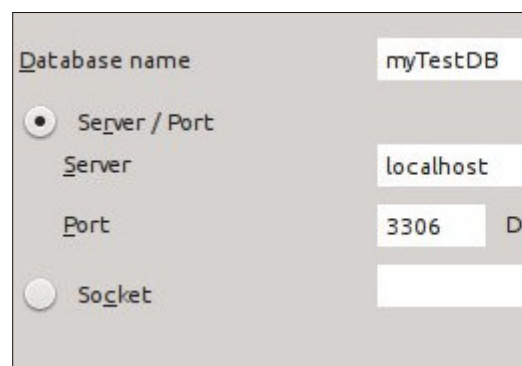 Database name myTestDB
Server / Port
Server localhost
Port 3306
Socket